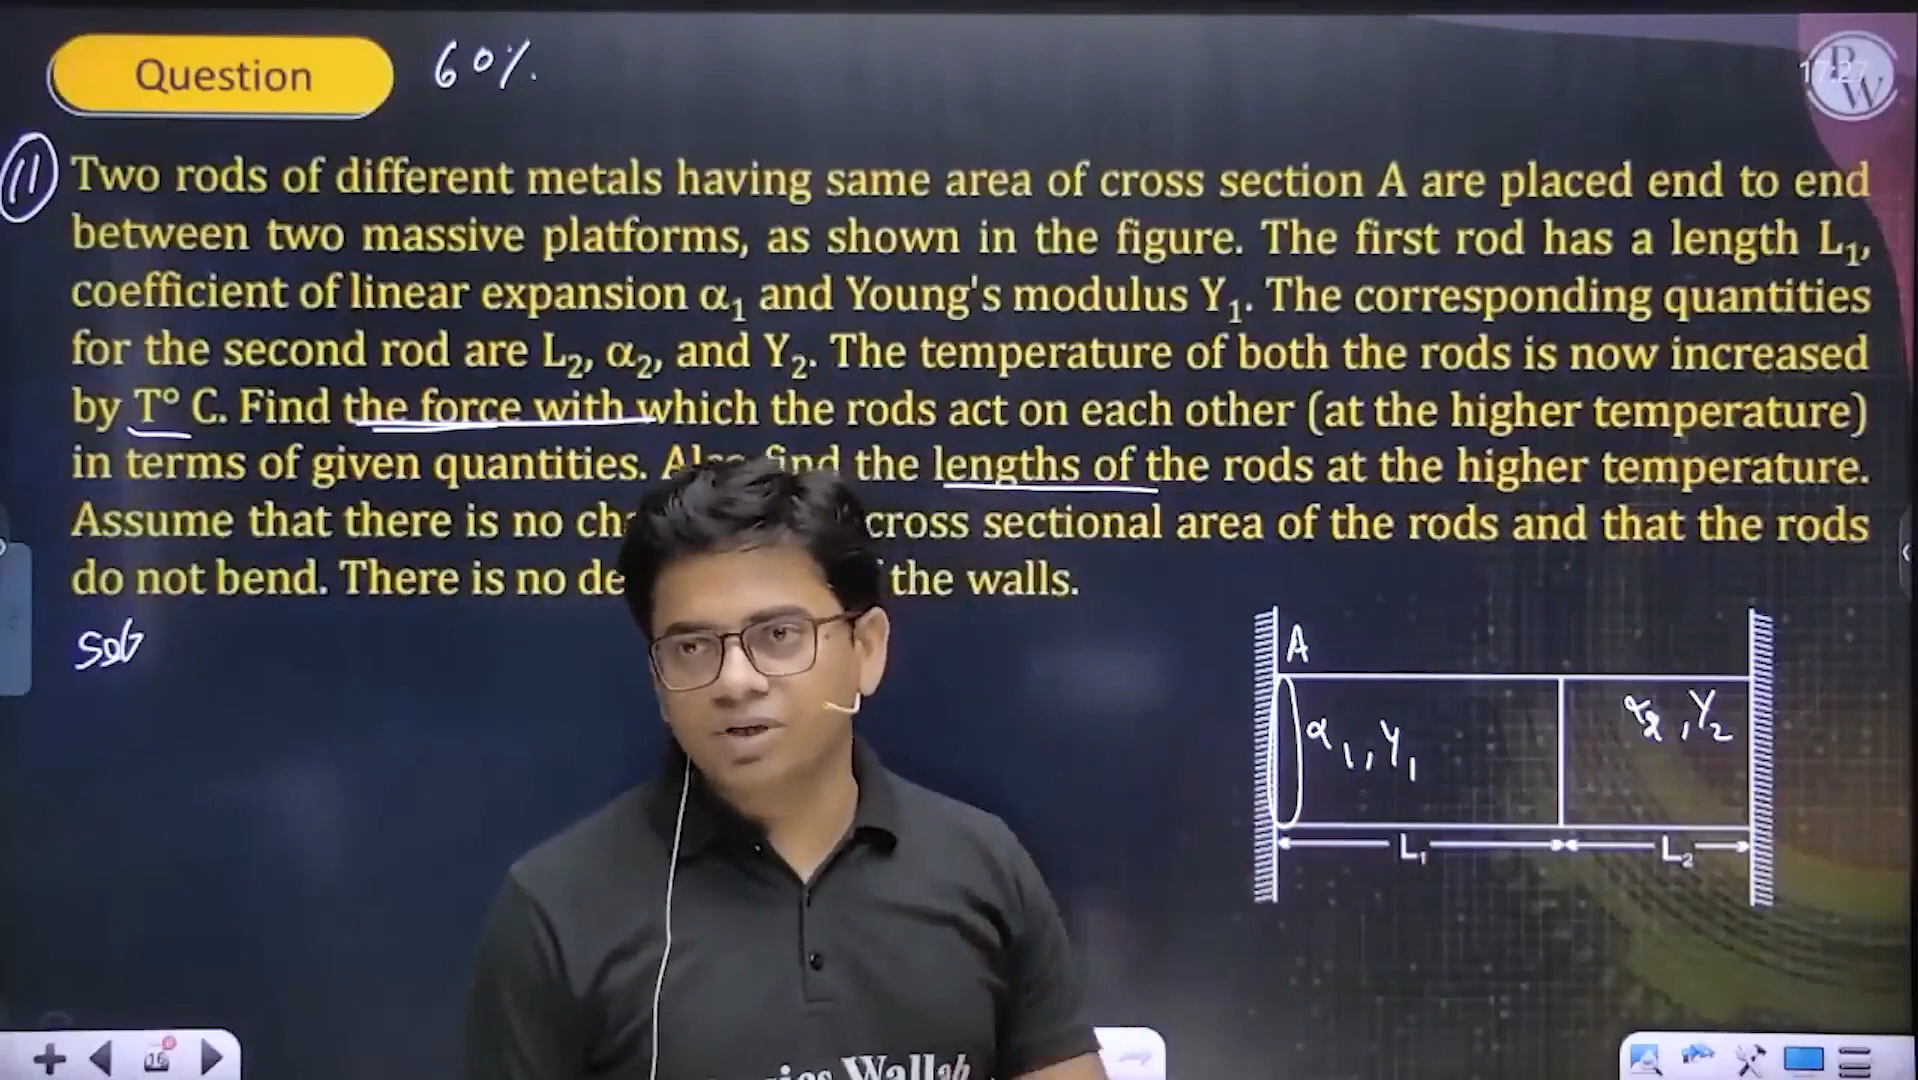 Question 60%.
17:27
PW
11 Two rods of different metals having same area of cross section A are placed end to end
between two massive platforms, as shown in the figure. The first rod has a length L₁,
coefficient of linear expansion α₁ and Young's modulus Y₁. The corresponding quantities
for the second rod are L₂, α₂, and Y₂. The temperature of both the rods is now increased
by T° C. Find the force with which the rods act on each other (at the higher temperature)
in terms of given quantities. find the lengths of the rods at the higher temperature.
Assume that there is no cross sectional area of the rods and that the rods
do not bend. There is no the walls.
Sol
A
α₁, Y₁ α₂, Y₂
L₁ L₂
16
Wallah